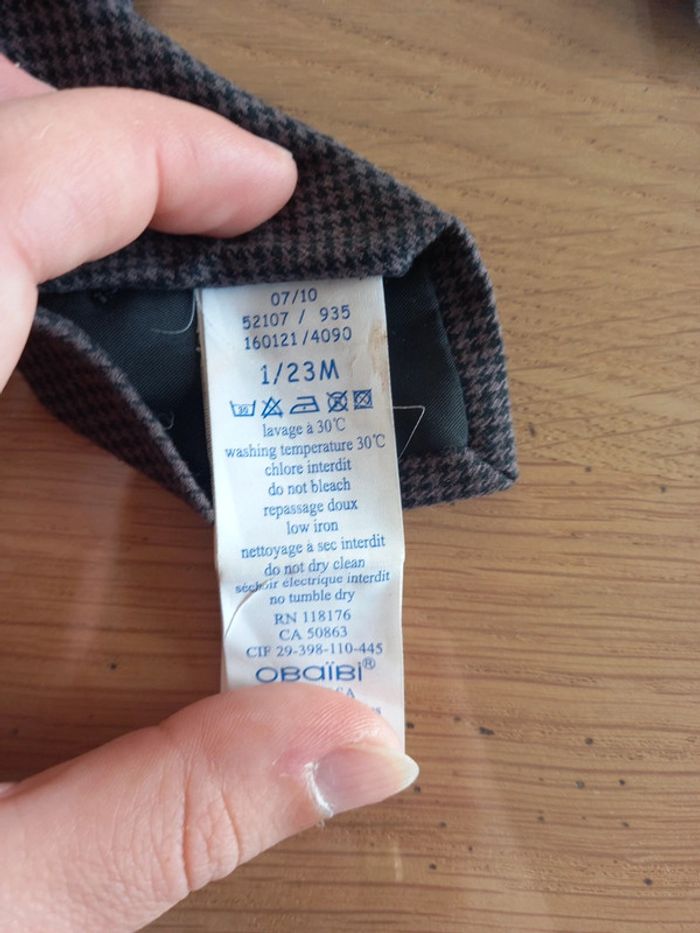 07/10
52107 / 935
160121/4090
1/23M
30
lavage à 30°C
washing temperature 30°C
chlore interdit
do not bleach
repassage doux
low iron
nettoyage à sec interdit
do not dry clean
séchoir électrique interdit
no tumble dry
RN 118176
CA 50863
CIF 29-398-110-445
OBaïBi®